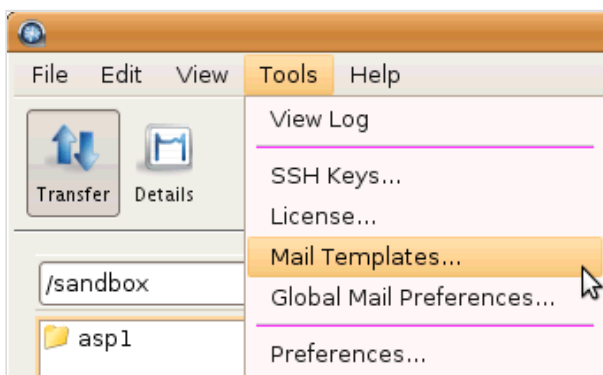 File Edit View Tools Help
View Log
SSH Keys...
License...
Mail Templates...
Global Mail Preferences...
Preferences...
Transfer Details
/sandbox
asp1